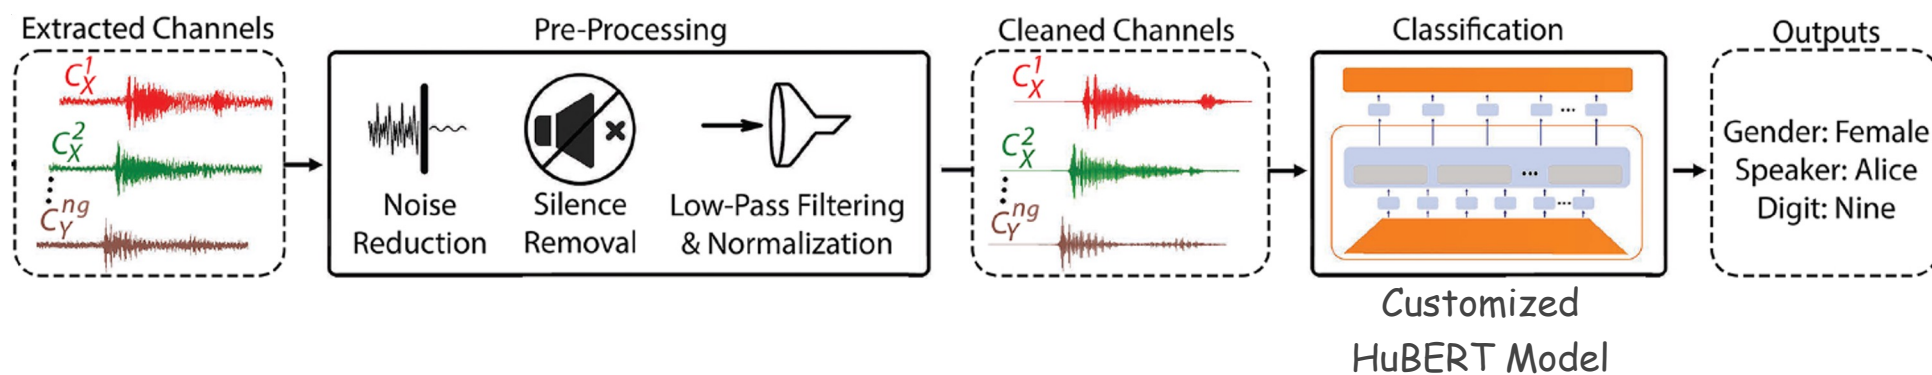 Extracted Channels
C_X^1
C_X^2
C_Y^ng
Pre-Processing
Noise
Reduction
Silence
Removal
Low-Pass Filtering
& Normalization
Cleaned Channels
C_X^1
C_X^2
C_Y^ng
Classification
Customized
HuBERT Model
Outputs
Gender: Female
Speaker: Alice
Digit: Nine